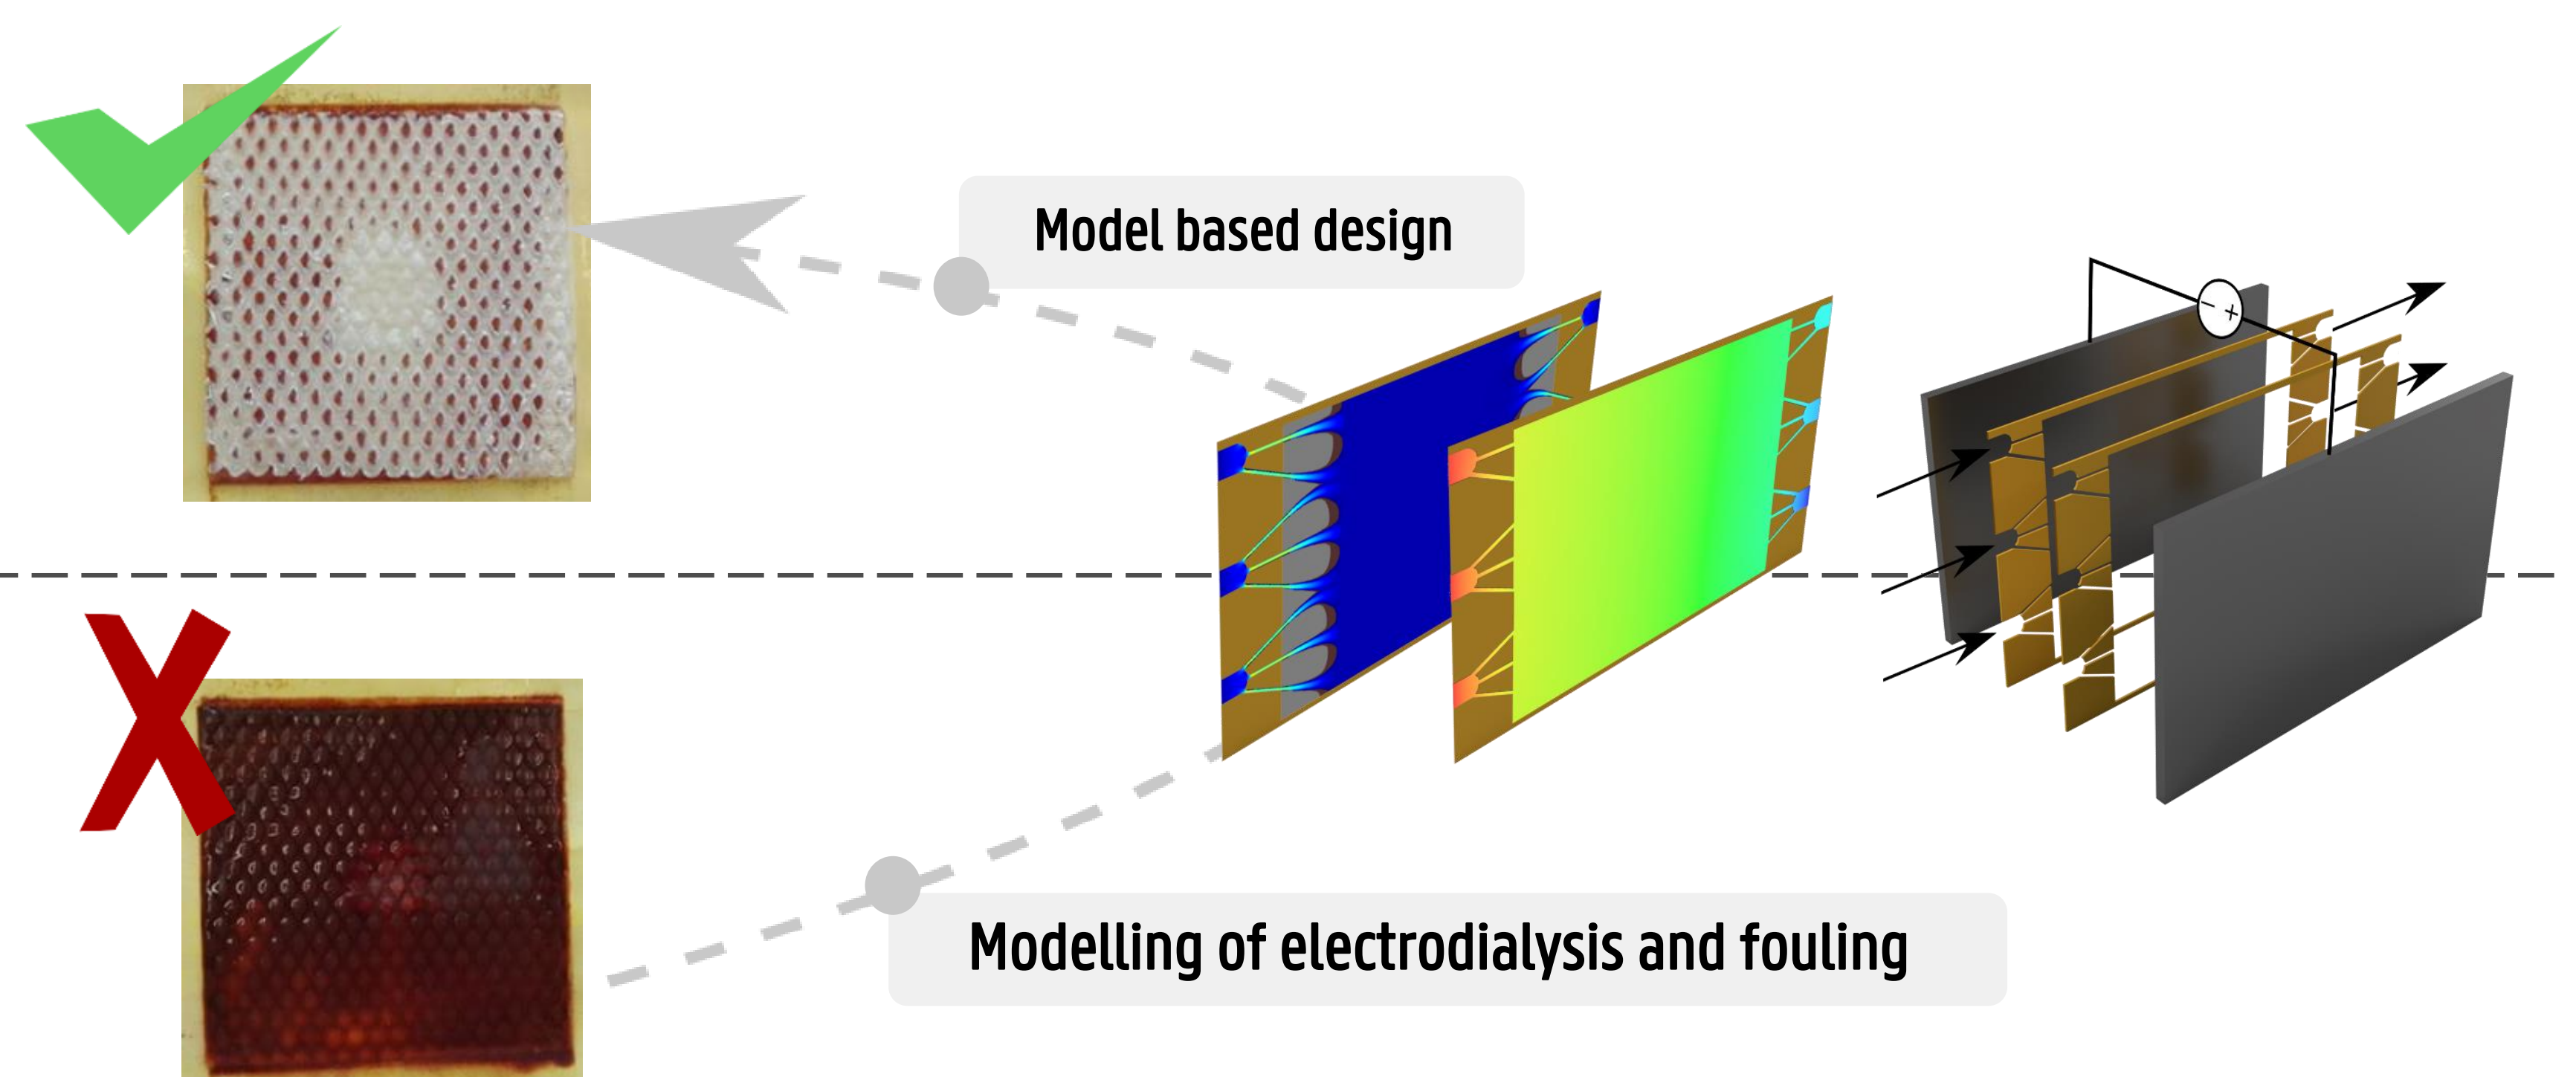 Model based design
- +
Modelling of electrodialysis and fouling